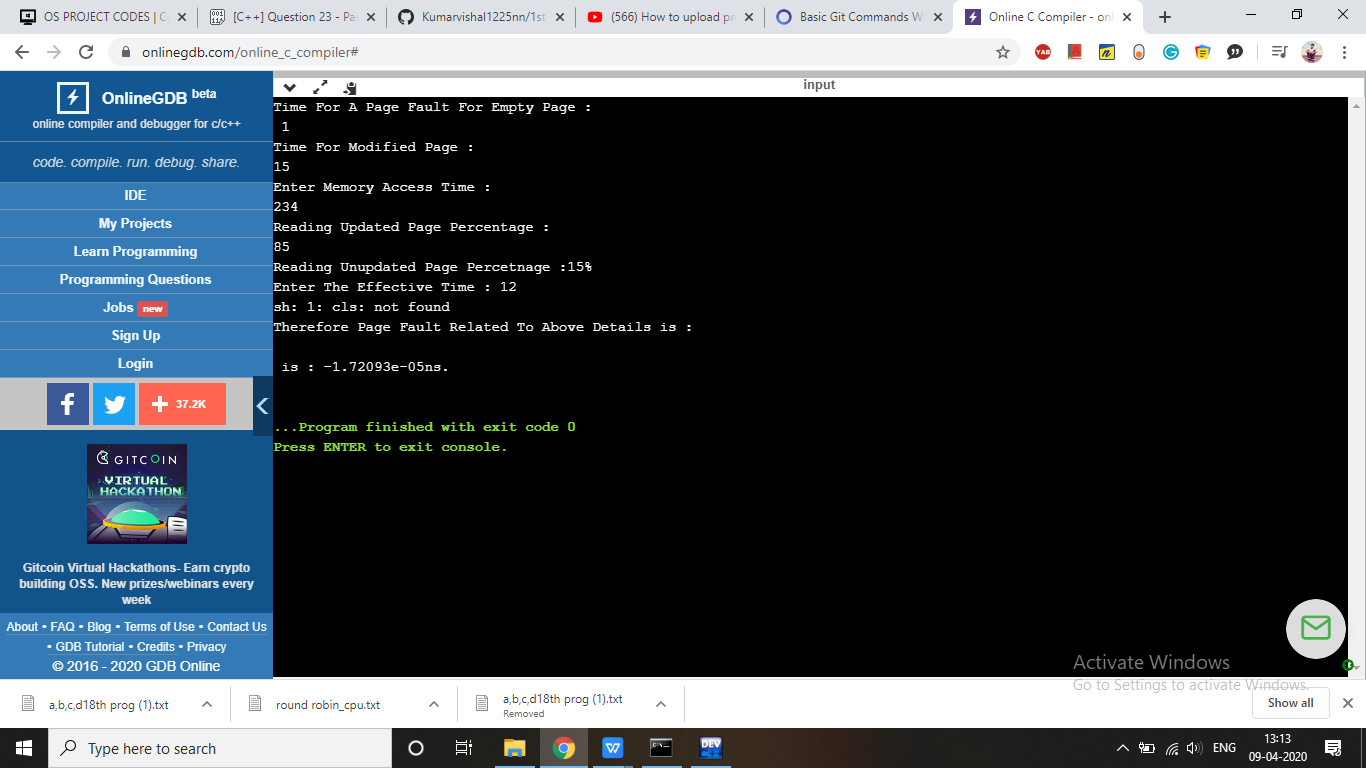 OS PROJECT CODES | C
[C++] Question 23 - Pas
Kumarvishal1225nn/1st
(566) How to upload pr
Basic Git Commands W
Online C Compiler - onl
onlinegdb.com/online_c_compiler#
YAB
OnlineGDB beta
online compiler and debugger for c/c++
code. compile. run. debug. share.
IDE
My Projects
Learn Programming
Programming Questions
Jobs new
Sign Up
Login
37.2K
GITCOIN
VIRTUAL
HACKATHON
Gitcoin Virtual Hackathons- Earn crypto
building OSS. New prizes/webinars every
week
About • FAQ • Blog • Terms of Use • Contact Us
• GDB Tutorial • Credits • Privacy
© 2016 - 2020 GDB Online
input
Time For A Page Fault For Empty Page :
1
Time For Modified Page :
15
Enter Memory Access Time :
234
Reading Updated Page Percentage :
85
Reading Unupdated Page Percetnage :15%
Enter The Effective Time : 12
sh: 1: cls: not found
Therefore Page Fault Related To Above Details is :
is : -1.72093e-05ns.
...Program finished with exit code 0
Press ENTER to exit console.
Activate Windows
Go to Settings to activate Windows.
a,b,c,d18th prog (1).txt
round robin_cpu.txt
a,b,c,d18th prog (1).txt
Removed
Show all
Type here to search
DEV
ENG
13:13
09-04-2020